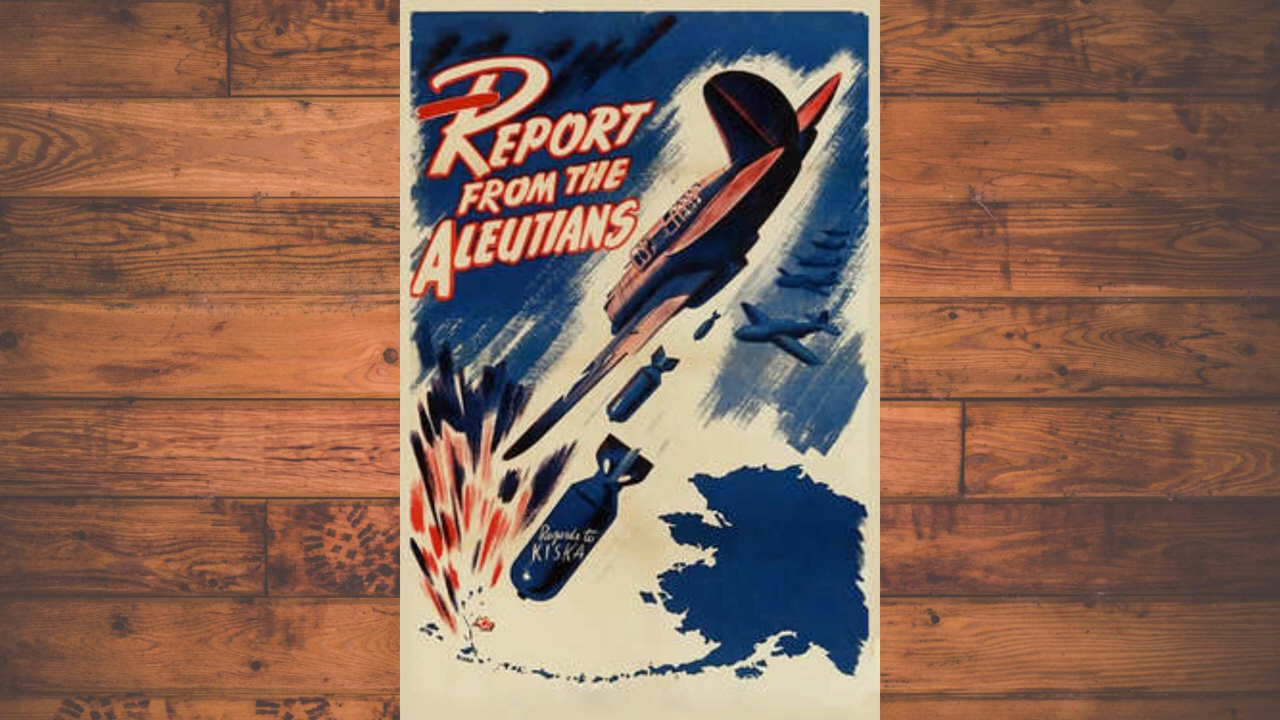 REPORT
FROM THE
ALEUTIANS
Regards to
KISKA